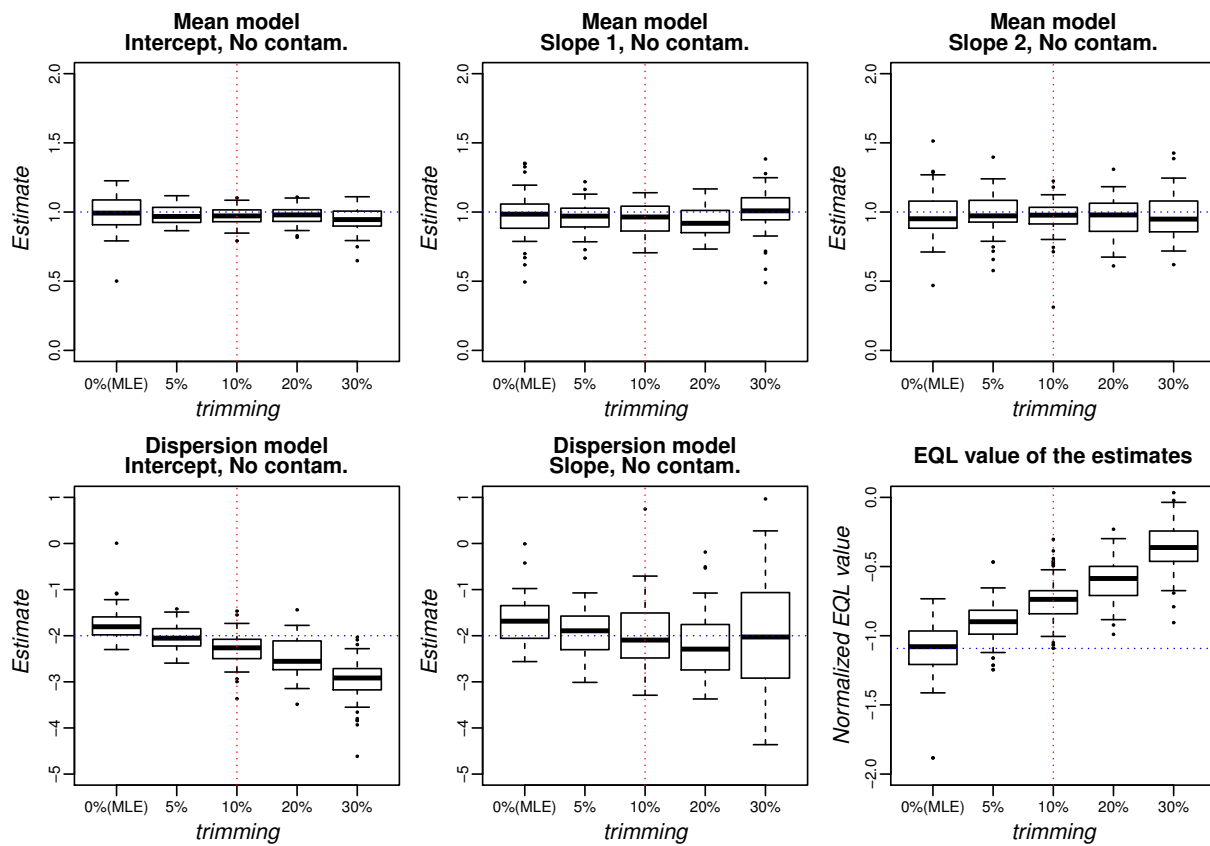 Mean model
Intercept, No contam.
Estimate
2.0
1.5
1.0
0.5
0.0
0%(MLE) 5% 10% 20% 30%
trimming
Mean model
Slope 1, No contam.
Estimate
2.0
1.5
1.0
0.5
0.0
0%(MLE) 5% 10% 20% 30%
trimming
Mean model
Slope 2, No contam.
Estimate
2.0
1.5
1.0
0.5
0.0
0%(MLE) 5% 10% 20% 30%
trimming
Dispersion model
Intercept, No contam.
Estimate
1
0
−1
−2
−3
−4
−5
0%(MLE) 5% 10% 20% 30%
trimming
Dispersion model
Slope, No contam.
Estimate
1
0
−1
−2
−3
−4
−5
0%(MLE) 5% 10% 20% 30%
trimming
EQL value of the estimates
Normalized EQL value
0.0
−0.5
−1.0
−1.5
−2.0
0%(MLE) 5% 10% 20% 30%
trimming